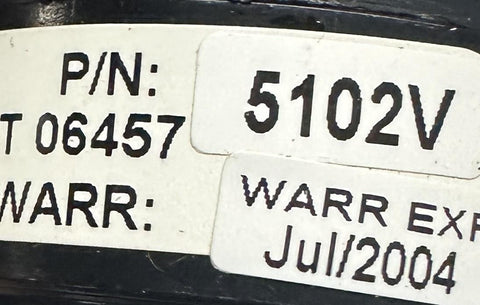 P/N: 5102V
T 06457
WARR: WARR EXP
Jul/2004